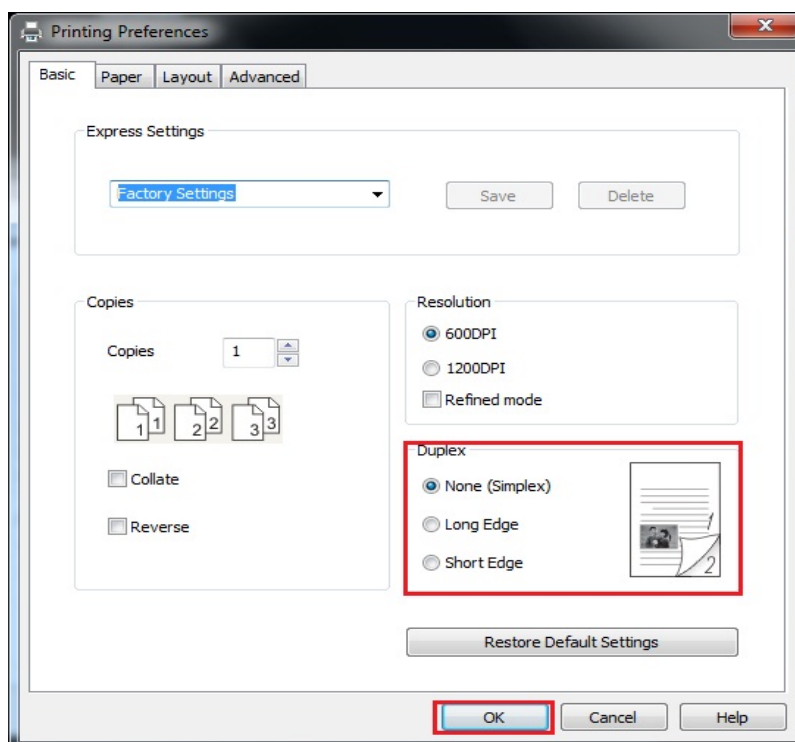 Printing Preferences
Basic Paper Layout Advanced
Express Settings
Factory Settings Save Delete
Copies
Copies 1
1 1 2 2 3 3
Collate
Reverse
Resolution
600DPI
1200DPI
Refined mode
Duplex
None (Simplex)
Long Edge
Short Edge
1
2
Restore Default Settings
OK Cancel Help